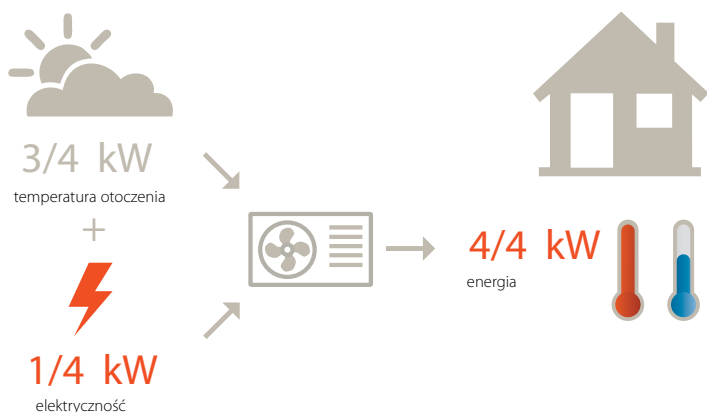 3/4 kW
temperatura otoczenia
+
1/4 kW
elektryczność
4/4 kW
energia